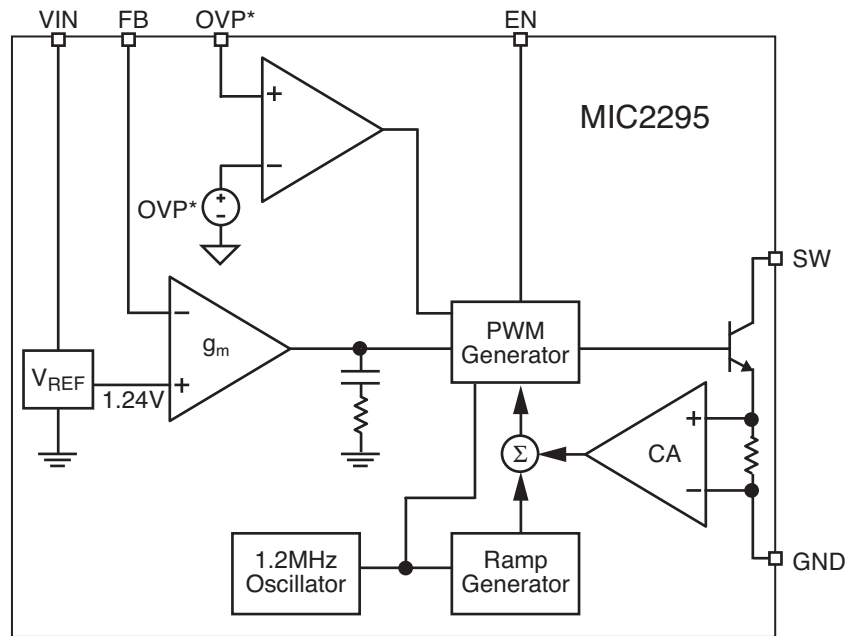 VIN FB OVP* EN
MIC2295
+
−
OVP*
+
−
SW
−
gm
+
VREF
1.24V
PWM
Generator
+
CA
−
Σ
1.2MHz
Oscillator
Ramp
Generator
GND